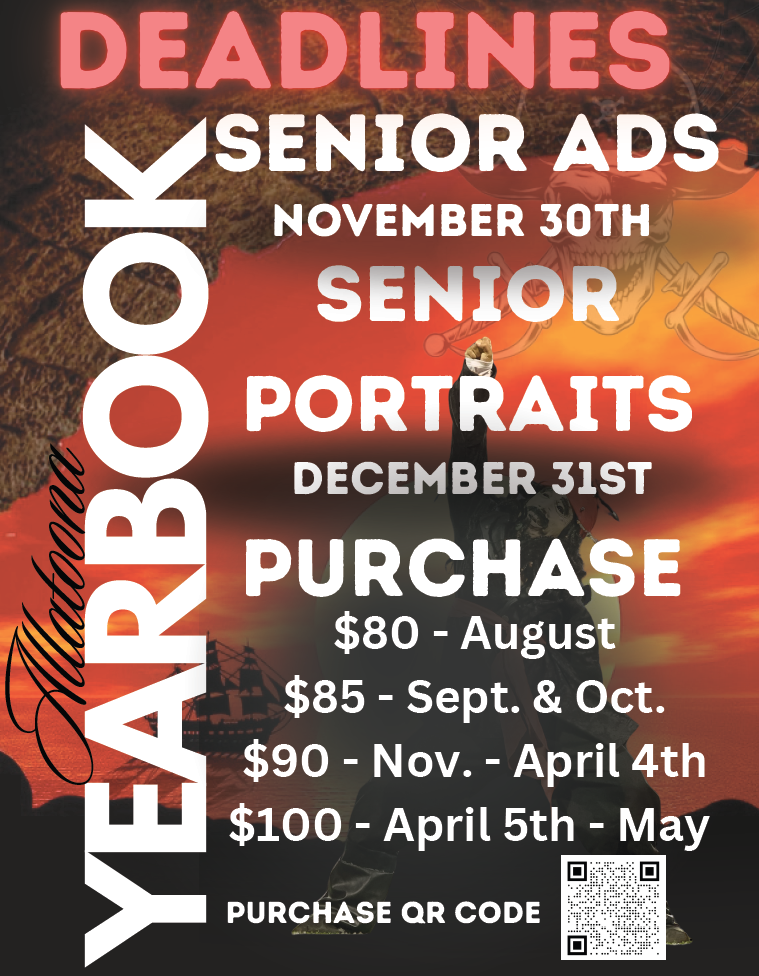 DEADLINES
SENIOR ADS
NOVEMBER 30TH
SENIOR
PORTRAITS
DECEMBER 31ST
PURCHASE
$80 - August
$85 - Sept. & Oct.
$90 - Nov. - April 4th
$100 - April 5th - May
PURCHASE QR CODE
Allatoona
YEARBOOK